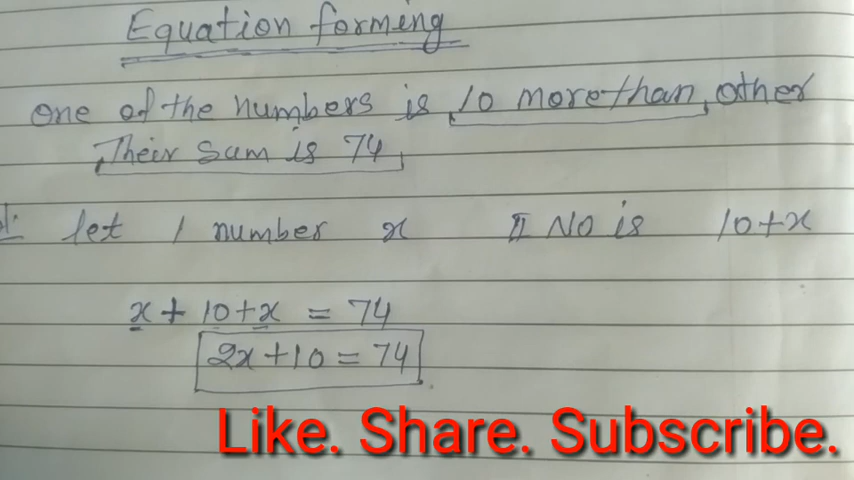 Equation forming
One of the numbers is 10 more than other
Their Sum is 74
let 1 number x II No is 10+x
x + 10+x = 74
2x+10 = 74
Like. Share. Subscribe.